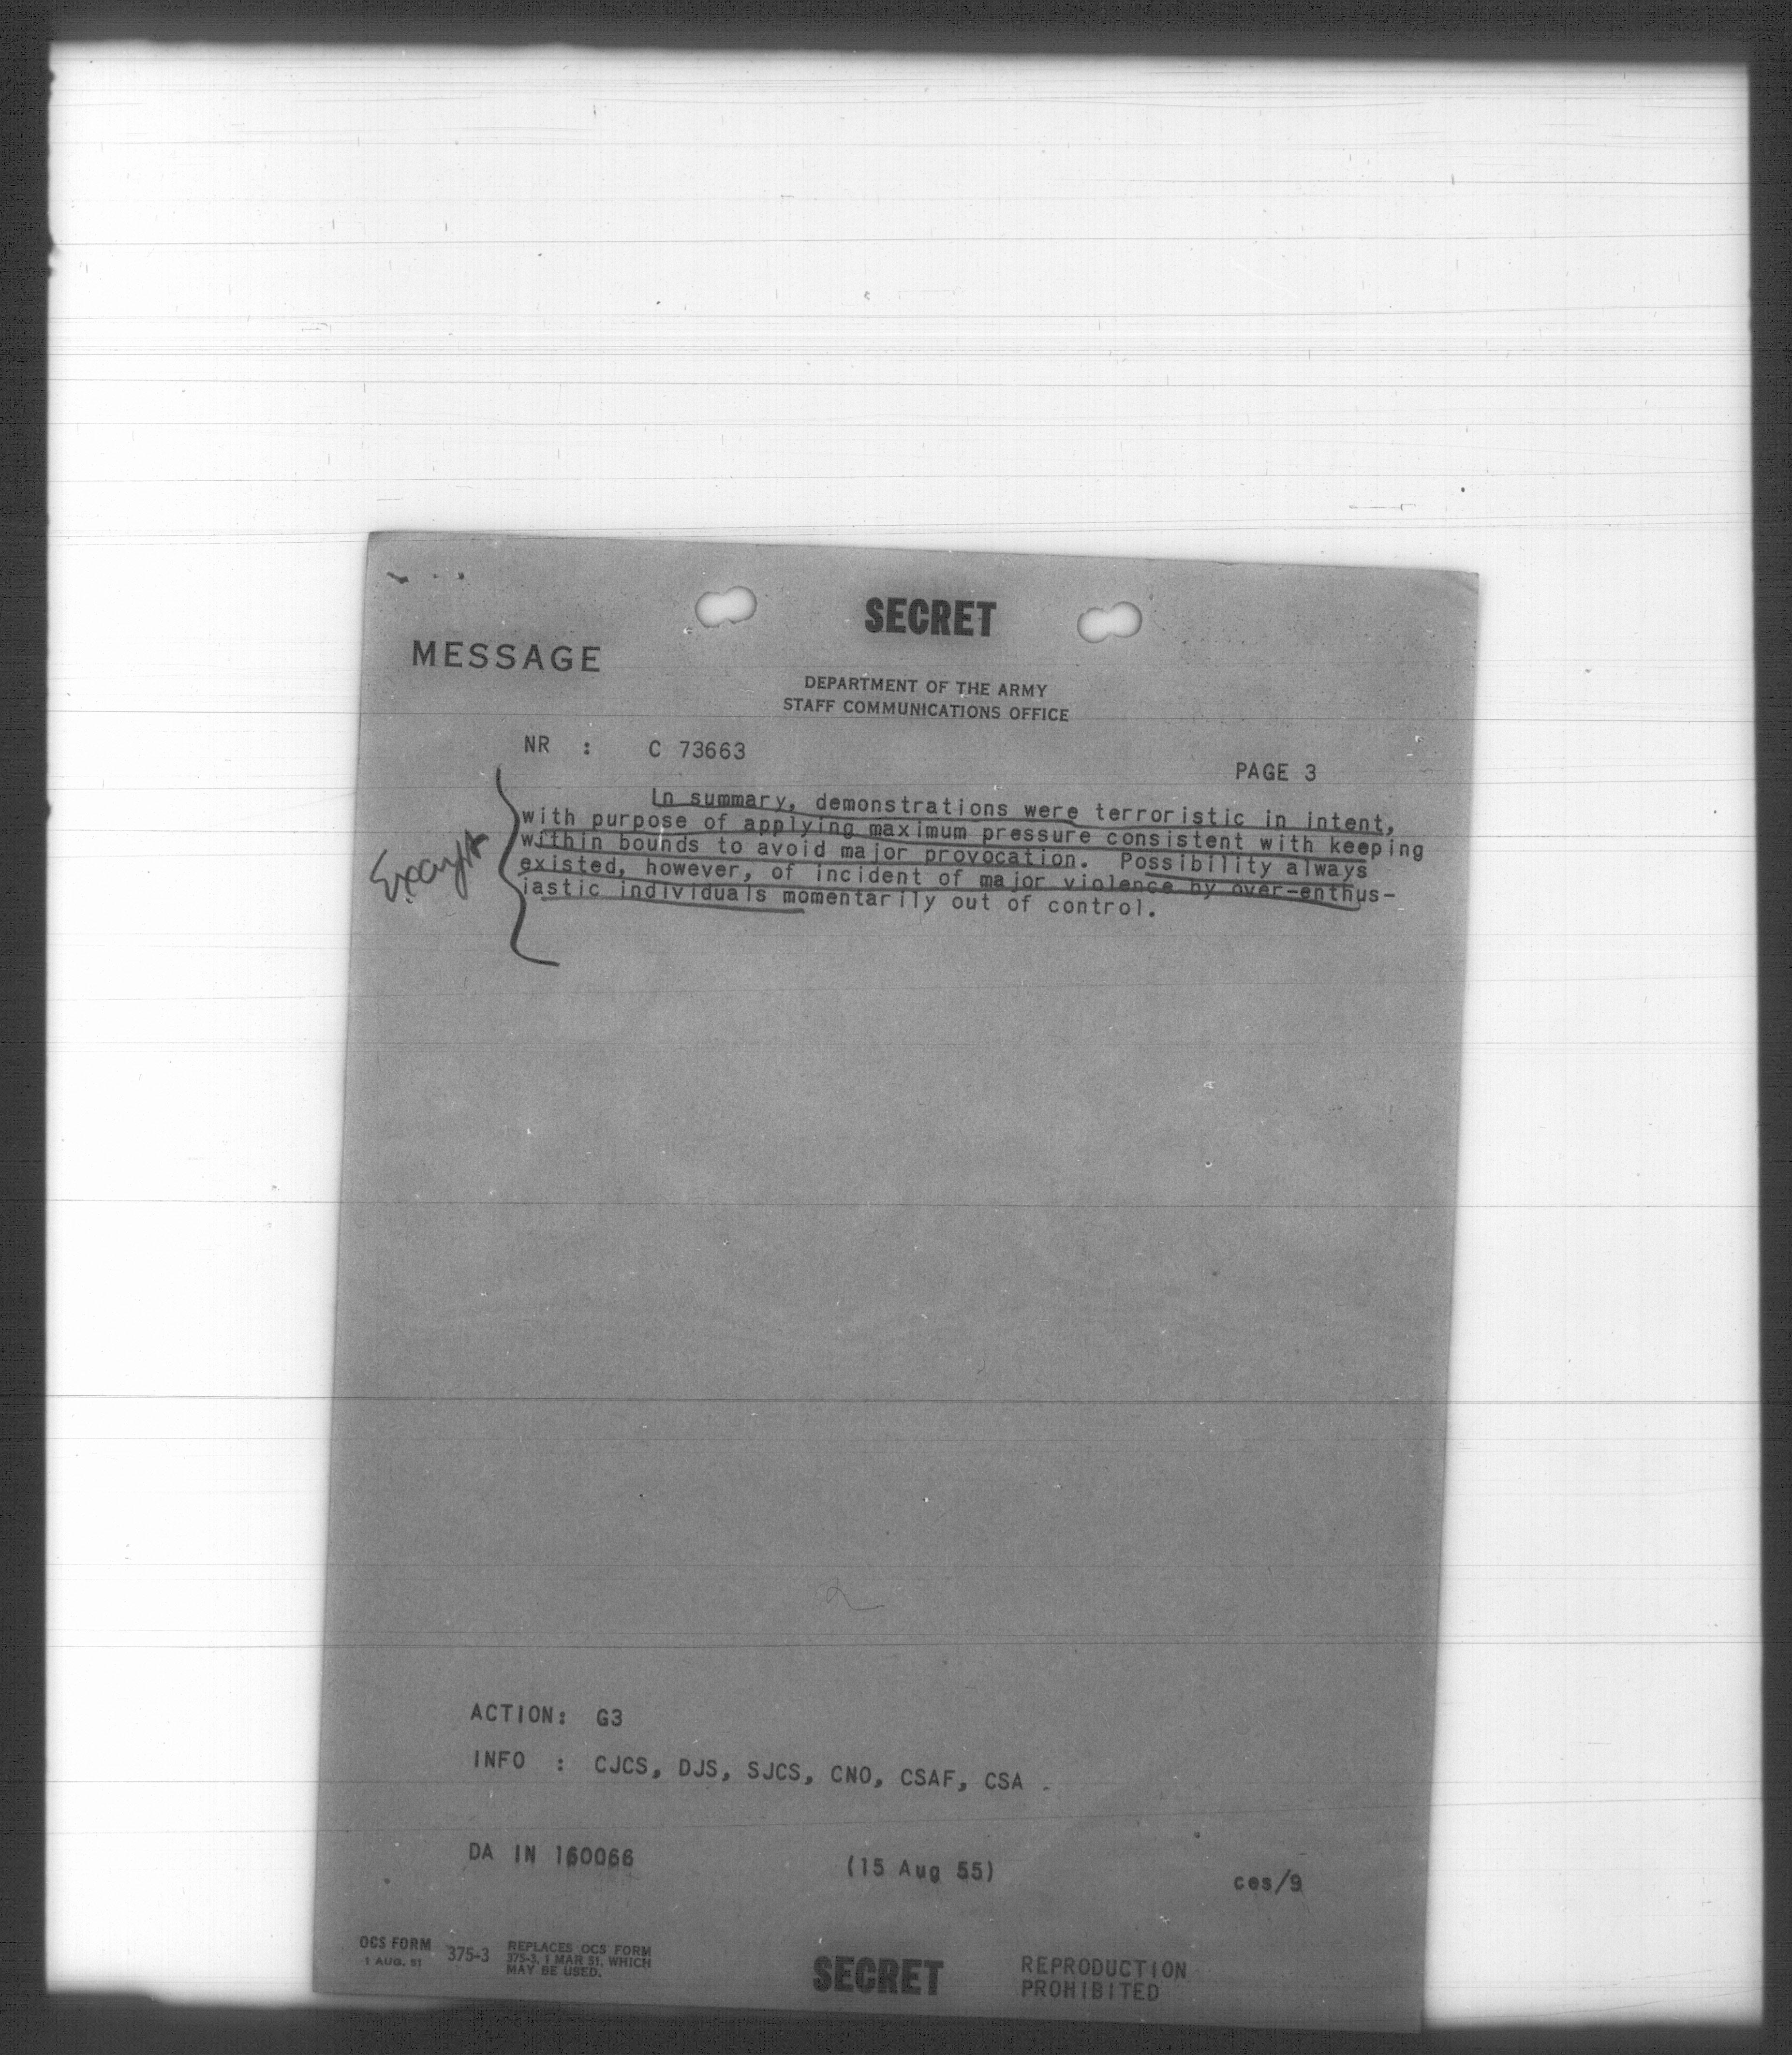 SECRET
MESSAGE
DEPARTMENT OF THE ARMY
STAFF COMMUNICATIONS OFFICE
NR : C 73663
PAGE 3
In summary, demonstrations were terroristic in intent,
with purpose of applying maximum pressure consistent with keeping
within bounds to avoid major provocation. Possibility always
existed, however, of incident of major violence by over-enthus-
iastic individuals momentarily out of control.
ACTION: G3
INFO : CJCS, DJS, SJCS, CNO, CSAF, CSA
DA IN 160066 (15 Aug 55) ces/9
OCS FORM 375-3 REPLACES OCS FORM
1 AUG. 51 375-3, 1 MAR 51, WHICH
MAY BE USED.
SECRET
REPRODUCTION
PROHIBITED